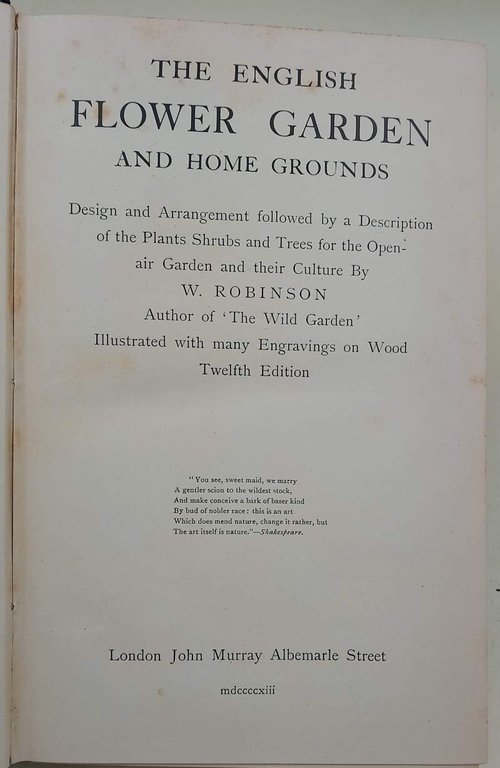 THE ENGLISH
FLOWER GARDEN
AND HOME GROUNDS
Design and Arrangement followed by a Description
of the Plants Shrubs and Trees for the Open-
air Garden and their Culture By
W. ROBINSON
Author of ‘The Wild Garden’
Illustrated with many Engravings on Wood
Twelfth Edition
“You see, sweet maid, we marry
A gentler scion to the wildest stock,
And make conceive a bark of baser kind
By bud of nobler race: this is an art
Which does mend nature, change it rather, but
The art itself is nature.”—Shakespeare.
London John Murray Albemarle Street
mdccccxiii